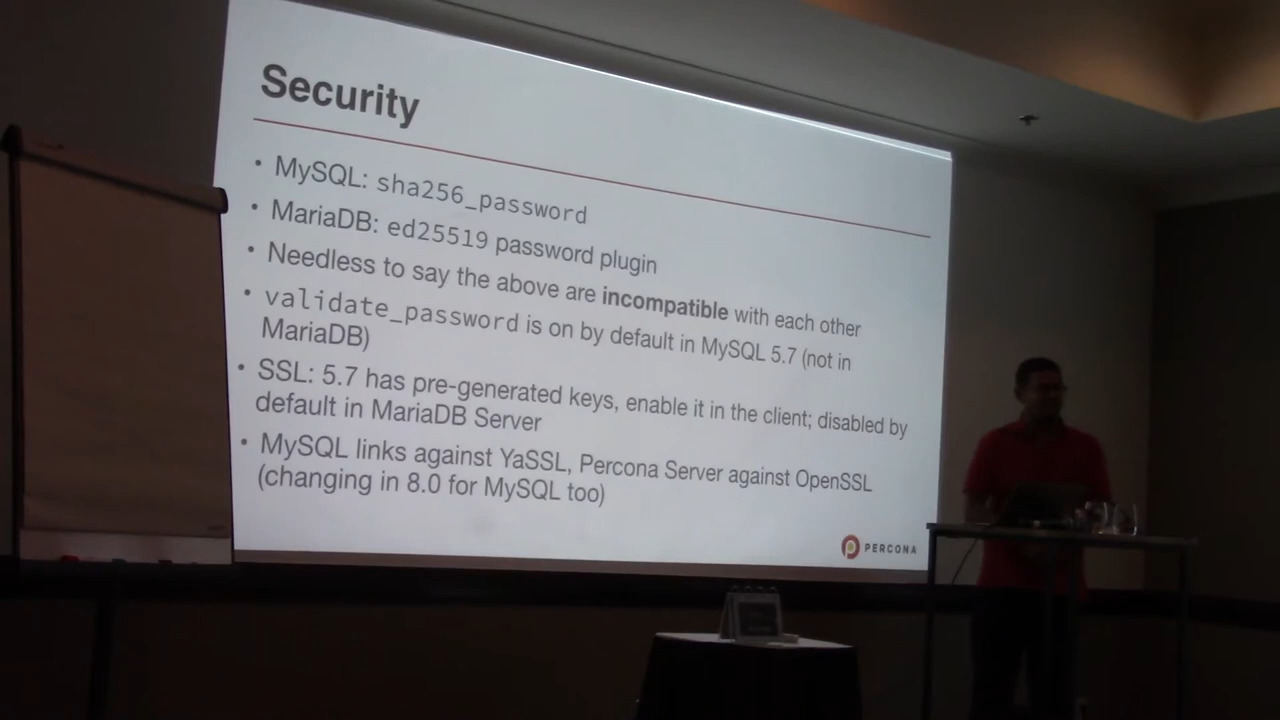 Security
• MySQL: sha256_password
• MariaDB: ed25519 password plugin
• Needless to say the above are incompatible with each other
• validate_password is on by default in MySQL 5.7 (not in
MariaDB)
• SSL: 5.7 has pre-generated keys, enable it in the client; disabled by
default in MariaDB Server
• MySQL links against YaSSL, Percona Server against OpenSSL
(changing in 8.0 for MySQL too)
PERCONA